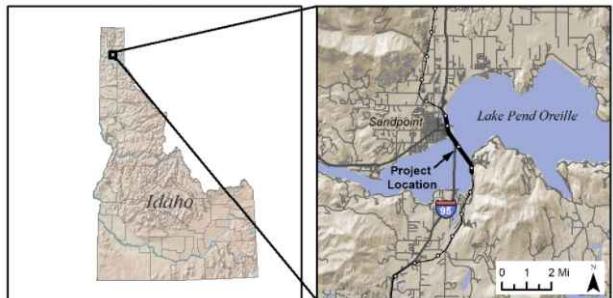 Idaho
Sandpoint
Lake Pend Oreille
Project
Location
95
0 1 2 Mi
N